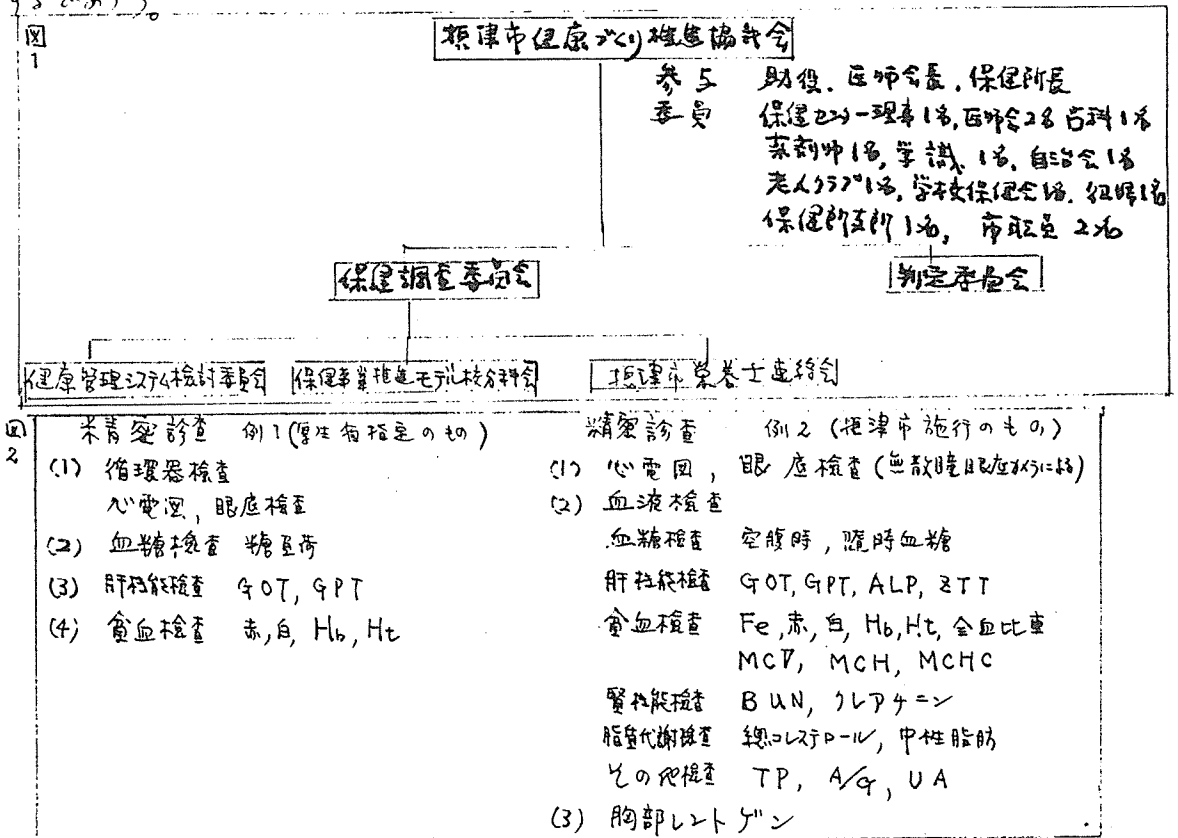 するであろう。
図1
摂津市健康づくり推進協議会
参与 助役、医師会長、保健所長
委員 保健センター理事1名,医師会2名 歯科1名
薬剤師1名,学識、1名、自治会1名
老人クラブ1名,学校保健会1名、婦1名
保健所支所1名, 市職員2名
保健調査委員会
判定委員会
健康管理システム検討委員会
保健事業推進モデル校分科会
摂津市栄養士連絡会
図2
精密診査 例1(厚生省指定のもの)
(1) 循環器検査
心電図,眼底検査
(2) 血糖検査 糖負荷
(3) 肝機能検査 GOT, GPT
(4) 貧血検査 赤,白, Hb, Ht
精密診査 例2 (摂津市施行のもの)
(1) 心電図, 眼底検査(無散瞳眼底カメラによる)
(2) 血液検査
血糖検査 空腹時,随時血糖
肝機能検査 GOT, GPT, ALP, ZTT
貧血検査 Fe,赤,白,Hb,Ht,全血比重
MCV, MCH, MCHC
腎機能検査 BUN, クレアチニン
脂質代謝検査 総コレステロール, 中性脂肪
その他検査 TP, A/G, UA
(3) 胸部レントゲン